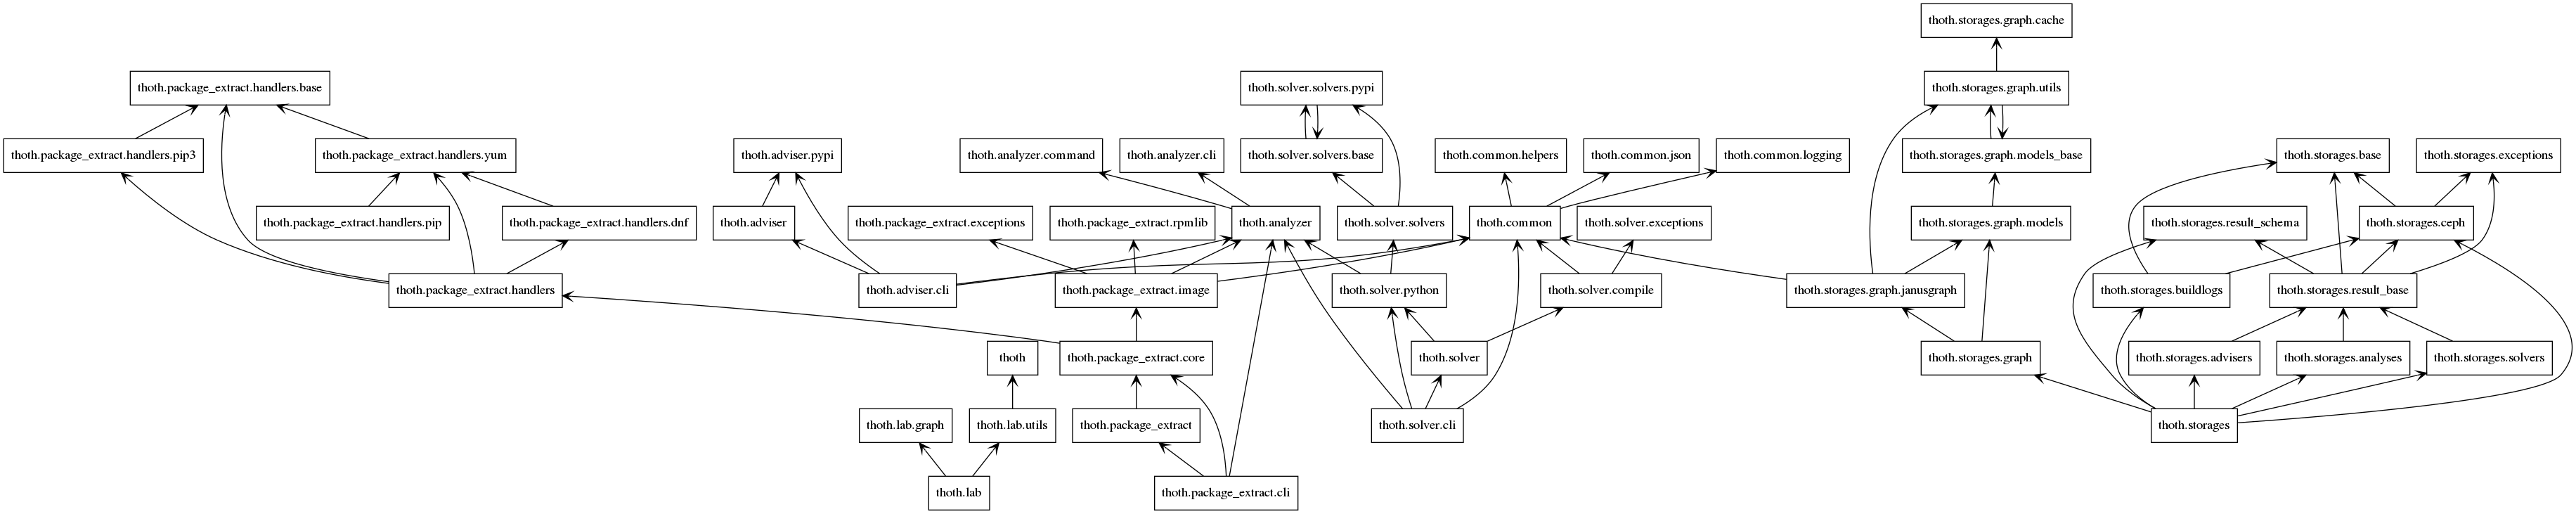 thoth.storages.graph.cache
thoth.package_extract.handlers.base
thoth.solver.solvers.pypi
thoth.storages.graph.utils
thoth.package_extract.handlers.pip3
thoth.package_extract.handlers.yum
thoth.adviser.pypi
thoth.analyzer.command
thoth.analyzer.cli
thoth.solver.solvers.base
thoth.common.helpers
thoth.common.json
thoth.common.logging
thoth.storages.graph.models_base
thoth.storages.base
thoth.storages.exceptions
thoth.package_extract.handlers.pip
thoth.package_extract.handlers.dnf
thoth.adviser
thoth.package_extract.exceptions
thoth.package_extract.rpmlib
thoth.analyzer
thoth.solver.solvers
thoth.common
thoth.solver.exceptions
thoth.storages.graph.models
thoth.storages.result_schema
thoth.storages.ceph
thoth.package_extract.handlers
thoth.adviser.cli
thoth.package_extract.image
thoth.solver.python
thoth.solver.compile
thoth.storages.graph.janusgraph
thoth.storages.buildlogs
thoth.storages.result_base
thoth
thoth.package_extract.core
thoth.solver
thoth.storages.graph
thoth.storages.advisers
thoth.storages.analyses
thoth.storages.solvers
thoth.lab.graph
thoth.lab.utils
thoth.package_extract
thoth.solver.cli
thoth.storages
thoth.lab
thoth.package_extract.cli